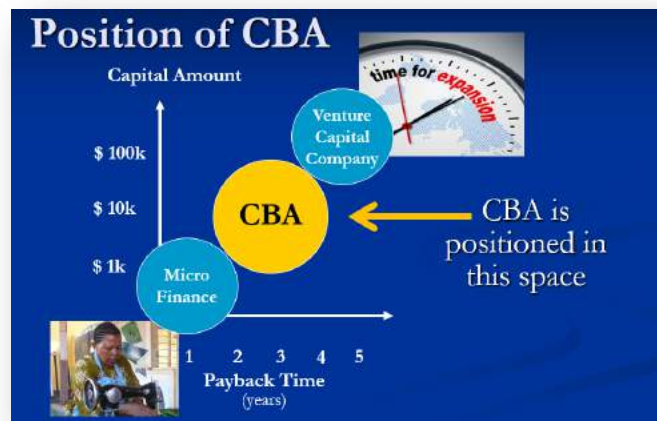 Position of CBA
Capital Amount
time for expansion
Venture
Capital
Company
$ 100k
$ 10k
CBA
CBA is
positioned in
this space
$ 1k
Micro
Finance
1 2 3 4 5
Payback Time
(years)